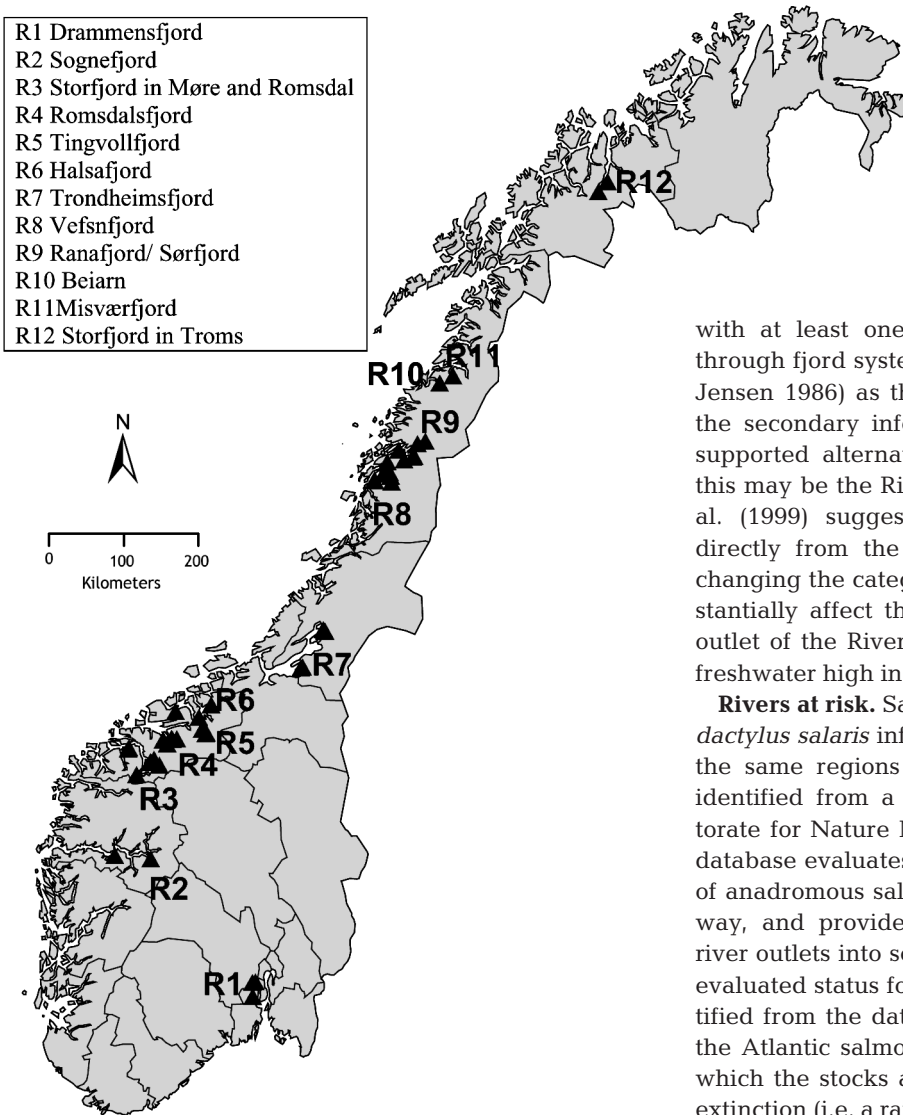 R1 Drammensfjord
R2 Sognefjord
R3 Storfjord in Møre and Romsdal
R4 Romsdalsfjord
R5 Tingvollfjord
R6 Halsafjord
R7 Trondheimsfjord
R8 Vefsnfjord
R9 Ranafjord/ Sørfjord
R10 Beiarn
R11Misværfjord
R12 Storfjord in Troms
R12
R11
R10
R9
R8
N
0 100 200
Kilometers
R7
R6
R5
R4
R3
R2
R1
with at least one
through fjord syste
Jensen 1986) as th
the secondary info
supported alternat
this may be the Ri
al. (1999) sugges
directly from the
changing the categ
stantially affect th
outlet of the River
freshwater high in
Rivers at risk. Sa
dactylus salaris inf
the same regions
identified from a
torate for Nature 
database evaluates
of anadromous sal
way, and provide
river outlets into se
evaluated status fo
tified from the dat
the Atlantic salmo
which the stocks a
extinction (i.e. a ra